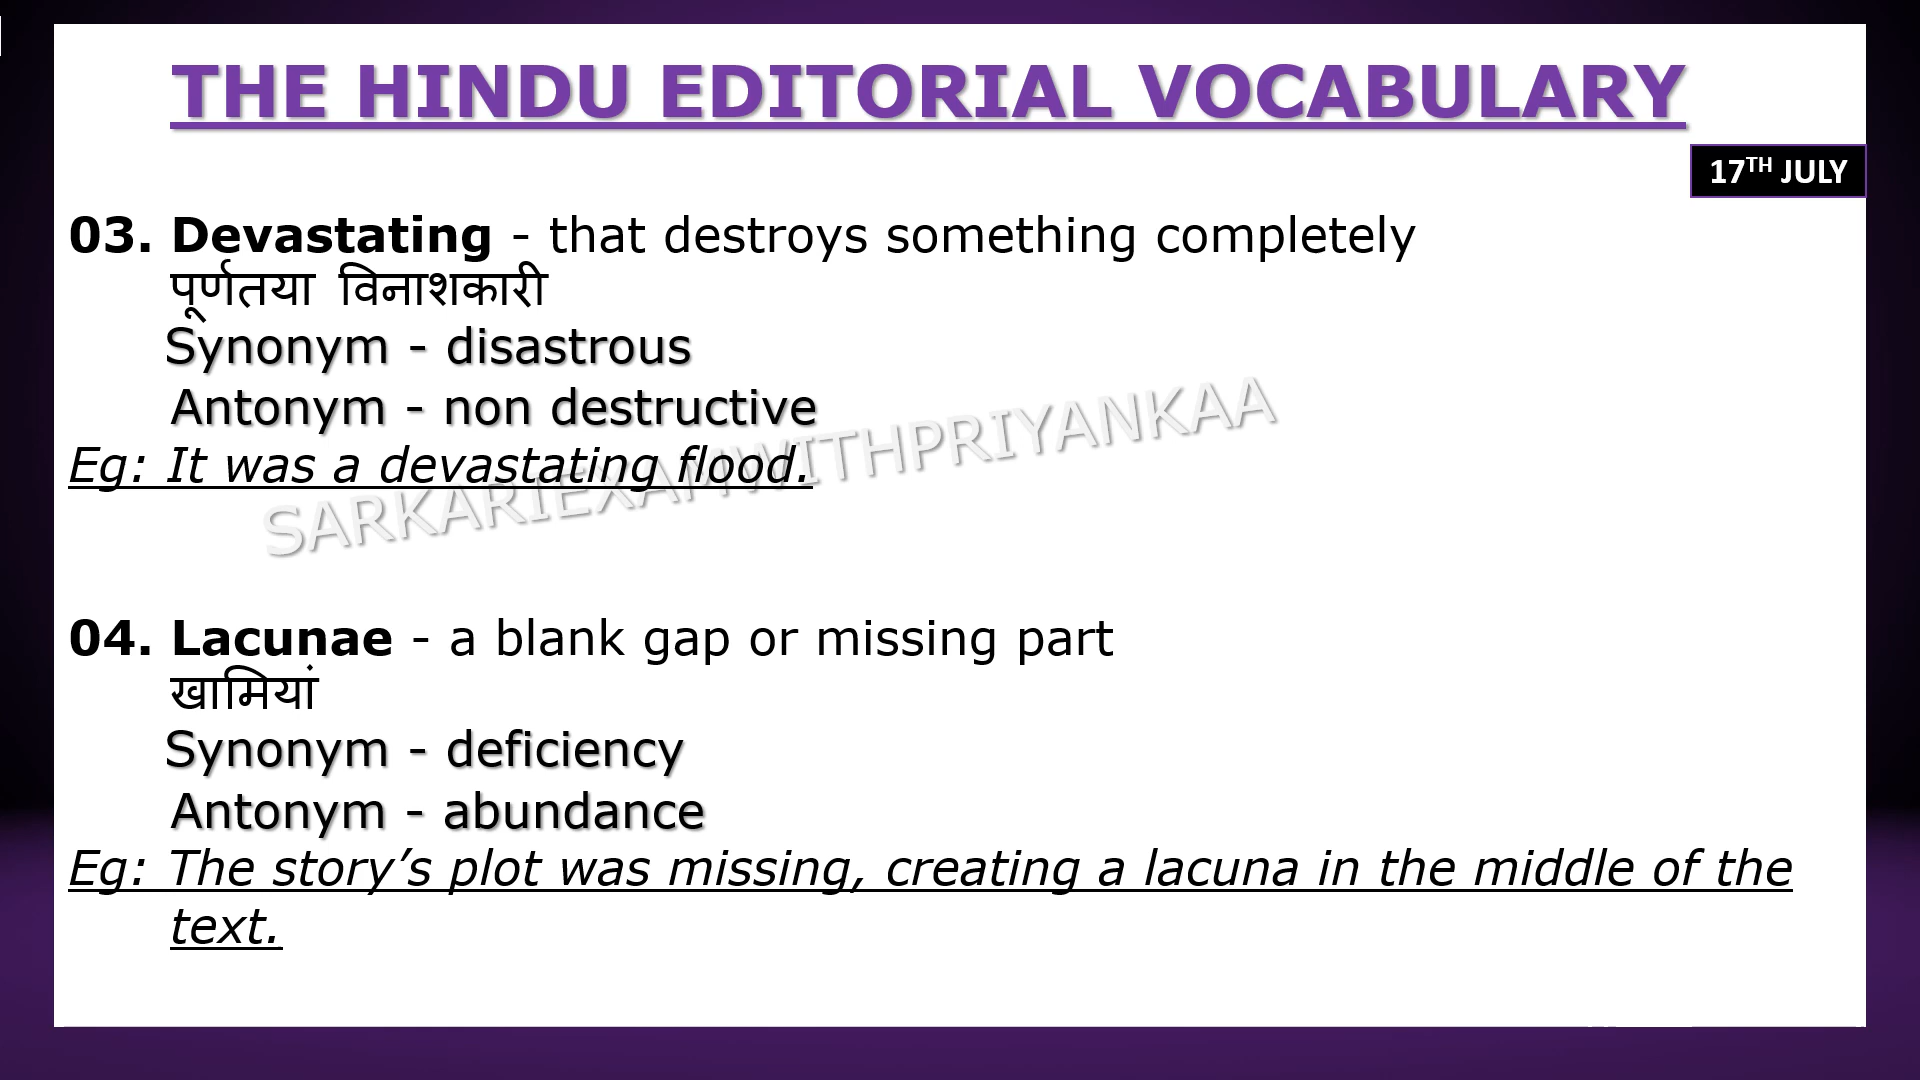 THE HINDU EDITORIAL VOCABULARY
17TH JULY
03. Devastating - that destroys something completely
पूर्णतया विनाशकारी
Synonym - disastrous
Antonym - non destructive
Eg: It was a devastating flood.
SARKARIEXAMWITHPRIYANKAA
04. Lacunae - a blank gap or missing part
खामियां
Synonym - deficiency
Antonym - abundance
Eg: The story’s plot was missing, creating a lacuna in the middle of the
text.